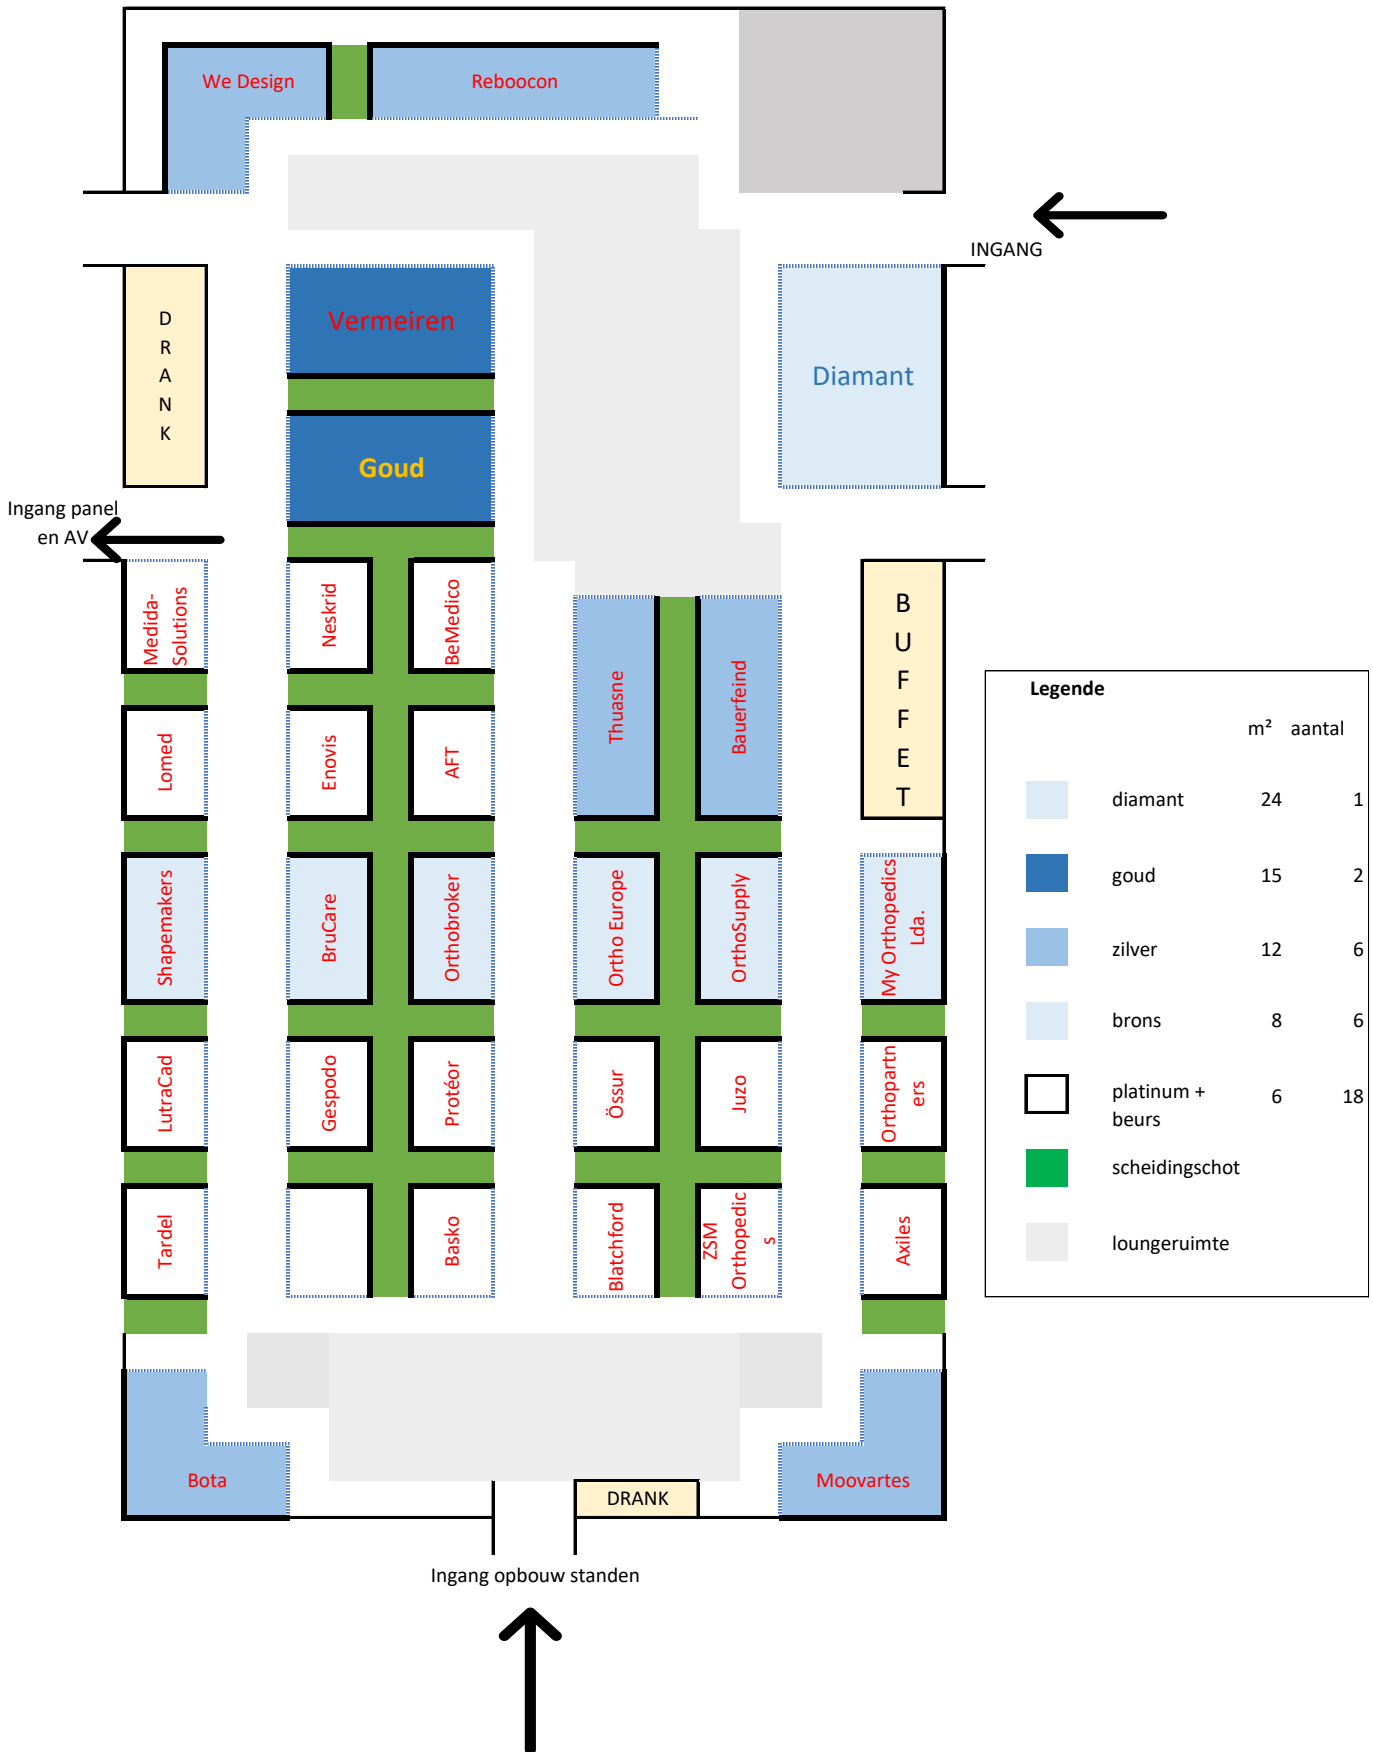 We Design
Reboocon
INGANG
D
R
A
N
K
Vermeiren
Diamant
Goud
Ingang panel
en AV
Medida-
Solutions
Neskrid
BeMedico
B
U
F
F
E
T
Thuasne
Bauerfeind
Lomed
Enovis
AFT
Shapemakers
BruCare
Orthobroker
Ortho Europe
OrthoSupply
My Orthopedics
Lda.
LutraCad
Gespodo
Protéor
Össur
Juzo
Orthopartn
ers
Tardel
Basko
Blatchford
ZSM
Orthopedic
s
Axiles
Bota
Moovartes
DRANK
Ingang opbouw standen
Legende
m² aantal
diamant 24 1
goud 15 2
zilver 12 6
brons 8 6
platinum + 6 18
beurs
scheidingschot
loungeruimte